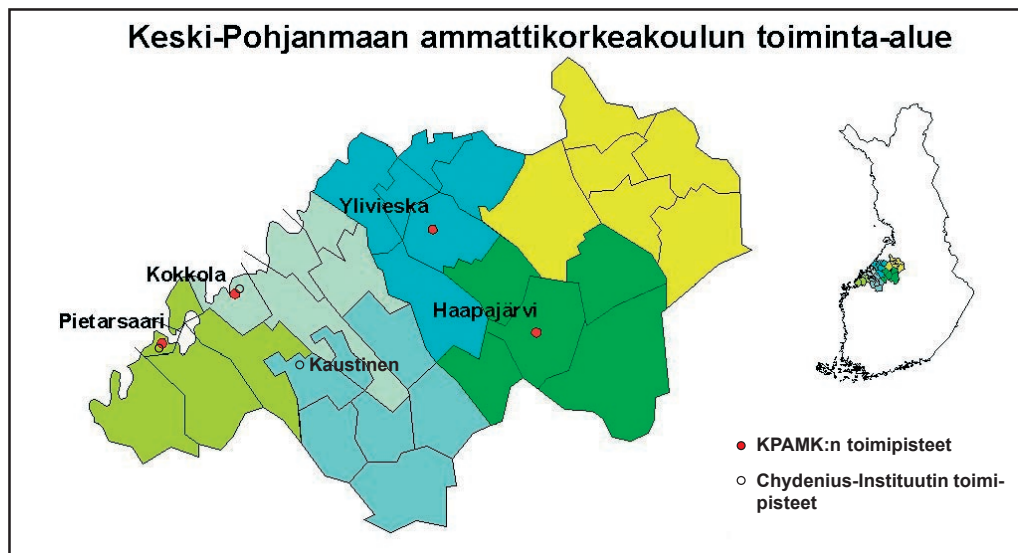 Keski-Pohjanmaan ammattikorkeakoulun toiminta-alue
Ylivieska
Kokkola
Haapajärvi
Pietarsaari
Kaustinen
KPAMK:n toimipisteet
Chydenius-Instituutin toimi-
pisteet